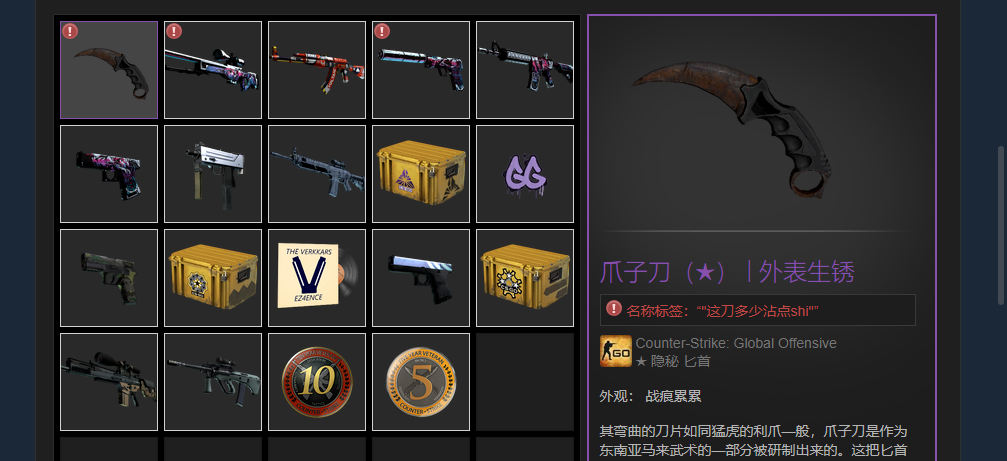 GG
THE VERKKARS
EZ4ENCE
10
5
COUNTER-STRIKE
爪子刀（★） | 外表生锈
名称标签：“"这刀多少沾点shi"”
GO
Counter-Strike: Global Offensive
★ 隐秘 匕首
外观： 战痕累累
其弯曲的刀片如同猛虎的利爪—般，爪子刀是作为
东南亚马来武术的—部分被研制出来的。这把匕首